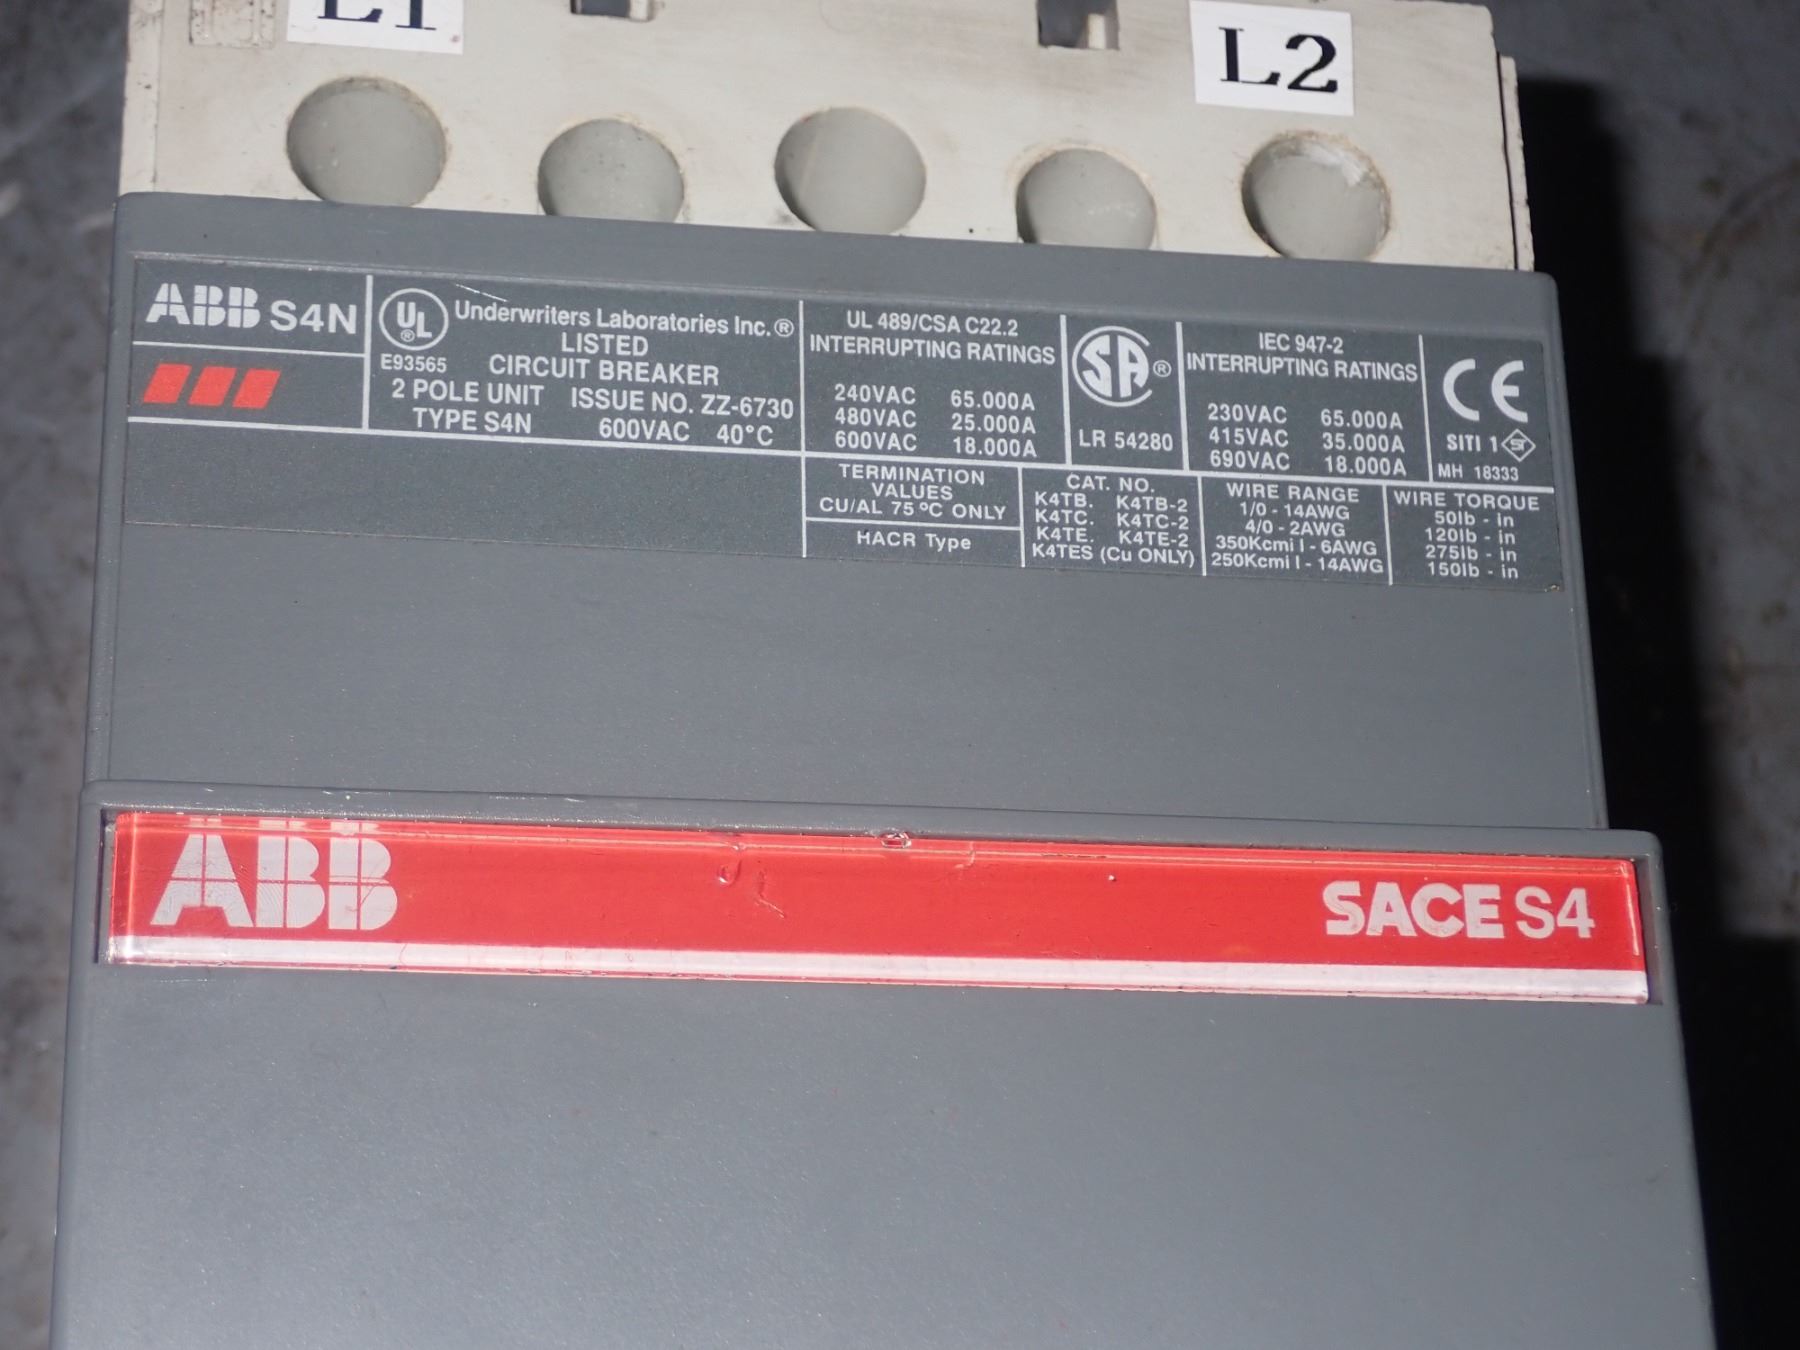 L1
L2
ABB S4N
UL ®
E93565
Underwriters Laboratories Inc.®
LISTED
CIRCUIT BREAKER
2 POLE UNIT ISSUE NO. ZZ-6730
TYPE S4N 600VAC 40°C
UL 489/CSA C22.2
INTERRUPTING RATINGS
240VAC 65.000A
480VAC 25.000A
600VAC 18.000A
SA ®
LR 54280
IEC 947-2
INTERRUPTING RATINGS
230VAC 65.000A
415VAC 35.000A
690VAC 18.000A
CE
SITI 1
MH 18333
TERMINATION
VALUES
CU/AL 75 °C ONLY
HACR Type
CAT. NO.
K4TB. K4TB-2
K4TC. K4TC-2
K4TE. K4TE-2
K4TES (Cu ONLY)
WIRE RANGE
1/0 - 14AWG
4/0 - 2AWG
350Kcmi l - 6AWG
250Kcmi l - 14AWG
WIRE TORQUE
50lb - in
120lb - in
275lb - in
150lb - in
ABB
SACE S4